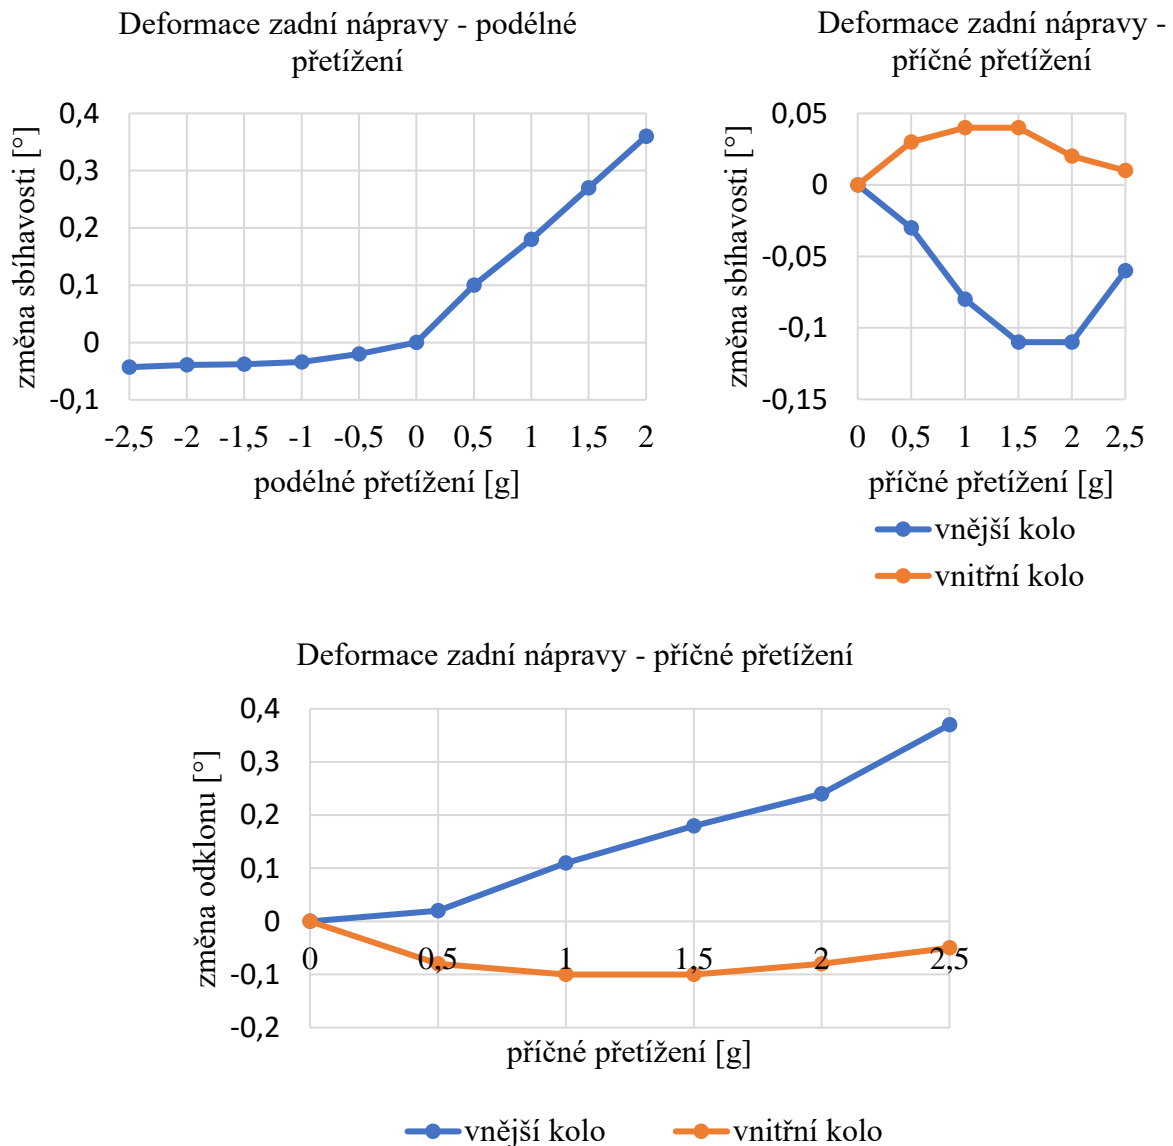 Deformace zadní nápravy - podélné
přetížení
změna sbíhavosti [°]
0,4
0,3
0,2
0,1
0
-0,1
-2,5 -2 -1,5 -1 -0,5 0 0,5 1 1,5 2
podélné přetížení [g]
Deformace zadní nápravy -
příčné přetížení
změna sbíhavosti [°]
0,05
0
-0,05
-0,1
-0,15
0 0,5 1 1,5 2 2,5
příčné přetížení [g]
vnější kolo
vnitřní kolo
Deformace zadní nápravy - příčné přetížení
změna odklonu [°]
0,4
0,3
0,2
0,1
0
-0,1
-0,2
0 0,5 1 1,5 2 2,5
příčné přetížení [g]
vnější kolo vnitřní kolo